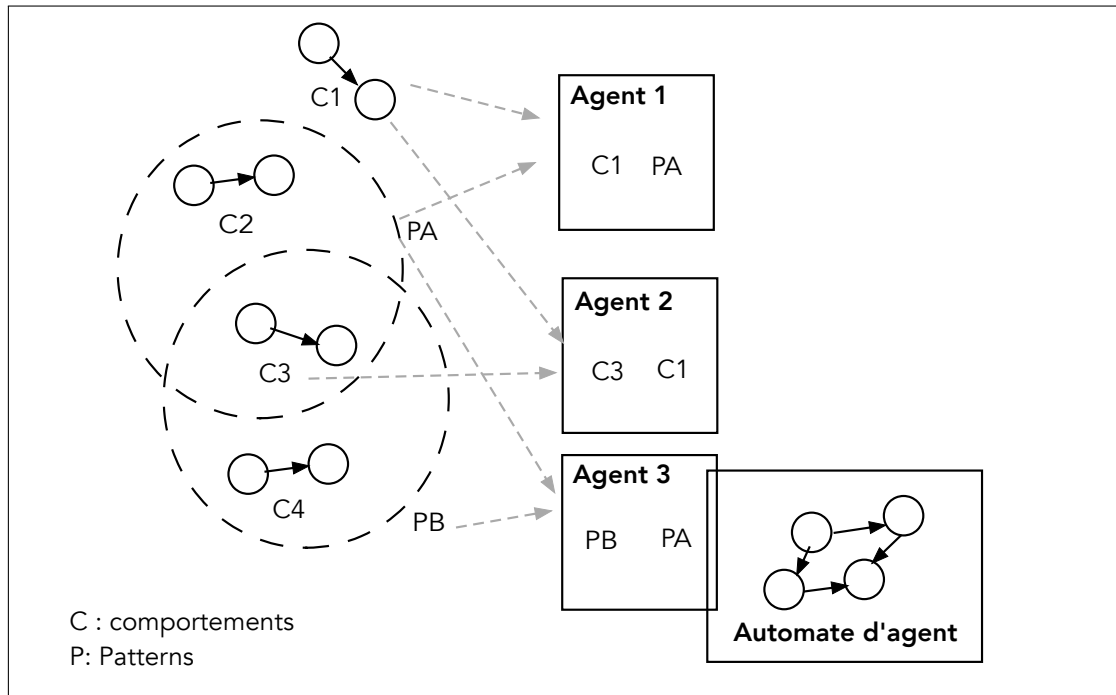 C1
Agent 1
C1 PA
C2
PA
Agent 2
C3
C3 C1
Agent 3
C4
PB
PB PA
Automate d'agent
C : comportements
P: Patterns